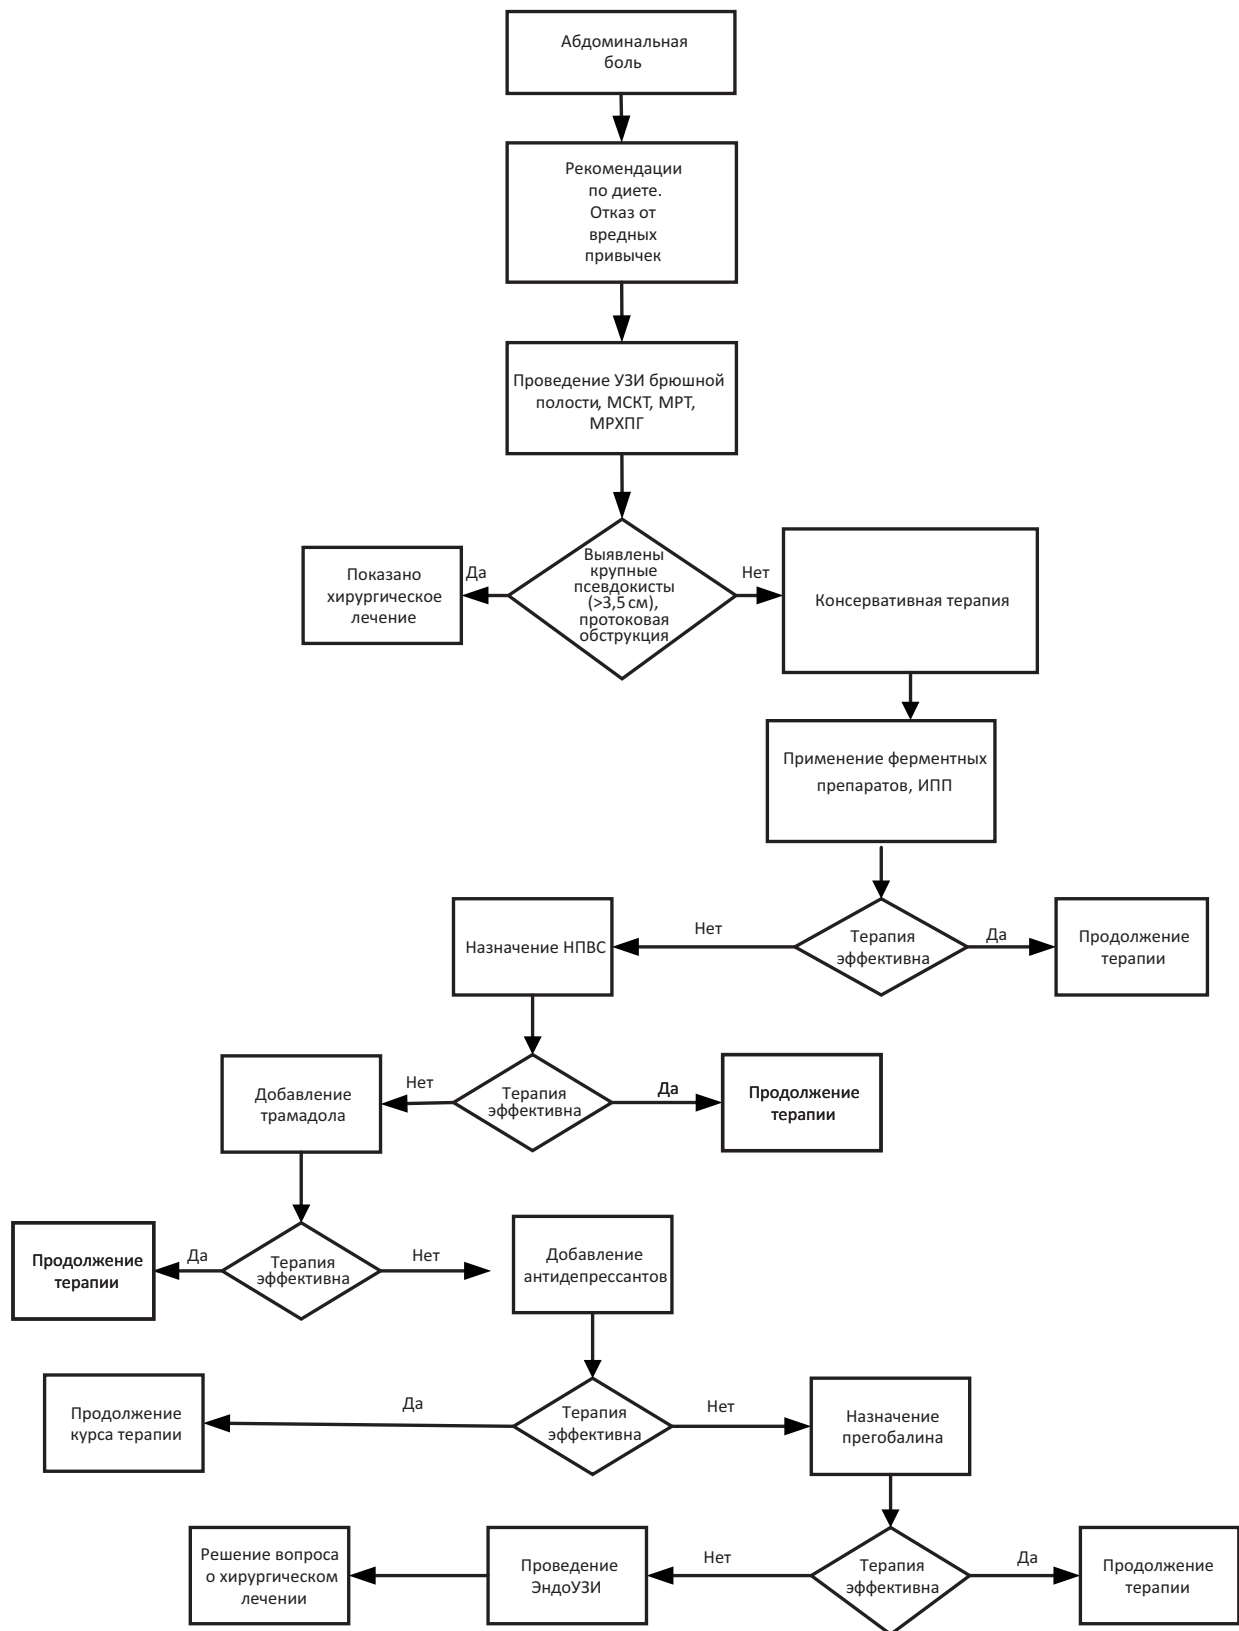 Абдоминальная
боль
Рекомендации
по диете.
Отказ от
вредных
привычек
Проведение УЗИ брюшной
полости, МСКТ, МРТ,
МРХПГ
Выявлены
крупные
псевдокисты
(>3,5 см),
протоковая
обструкция
Да
Нет
Показано
хирургическое
лечение
Консервативная терапия
Применение ферментных
препаратов, ИПП
Терапия
эффективна
Нет
Да
Назначение НПВС
Продолжение
терапии
Терапия
эффективна
Нет
Да
Добавление
трамадола
Продолжение
терапии
Терапия
эффективна
Да
Нет
Продолжение
терапии
Добавление
антидепрессантов
Терапия
эффективна
Да
Нет
Продолжение
курса терапии
Назначение
прегобалина
Терапия
эффективна
Нет
Да
Решение вопроса
о хирургическом
лечении
Проведение
ЭндоУЗИ
Продолжение
терапии